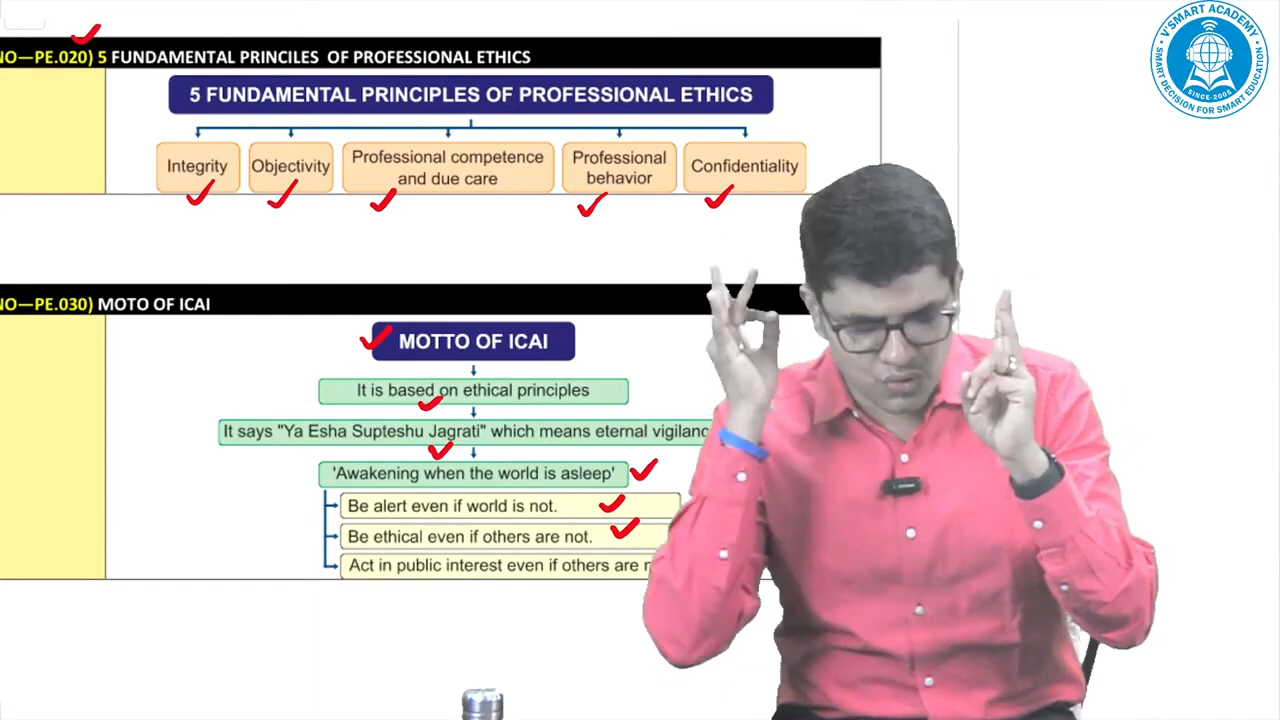 NO—PE.020) 5 FUNDAMENTAL PRINCILES OF PROFESSIONAL ETHICS
5 FUNDAMENTAL PRINCIPLES OF PROFESSIONAL ETHICS
Integrity
Objectivity
Professional competence
and due care
Professional
behavior
Confidentiality
NO—PE.030) MOTO OF ICAI
MOTTO OF ICAI
It is based on ethical principles
It says "Ya Esha Supteshu Jagrati" which means eternal
'Awakening when the world is asleep'
Be alert even if world is not.
Be ethical even if others are not.
Act in public interest even if others are
V'SMART ACADEMY
SMART DECISION FOR SMART EDUCATION
SINCE-2005